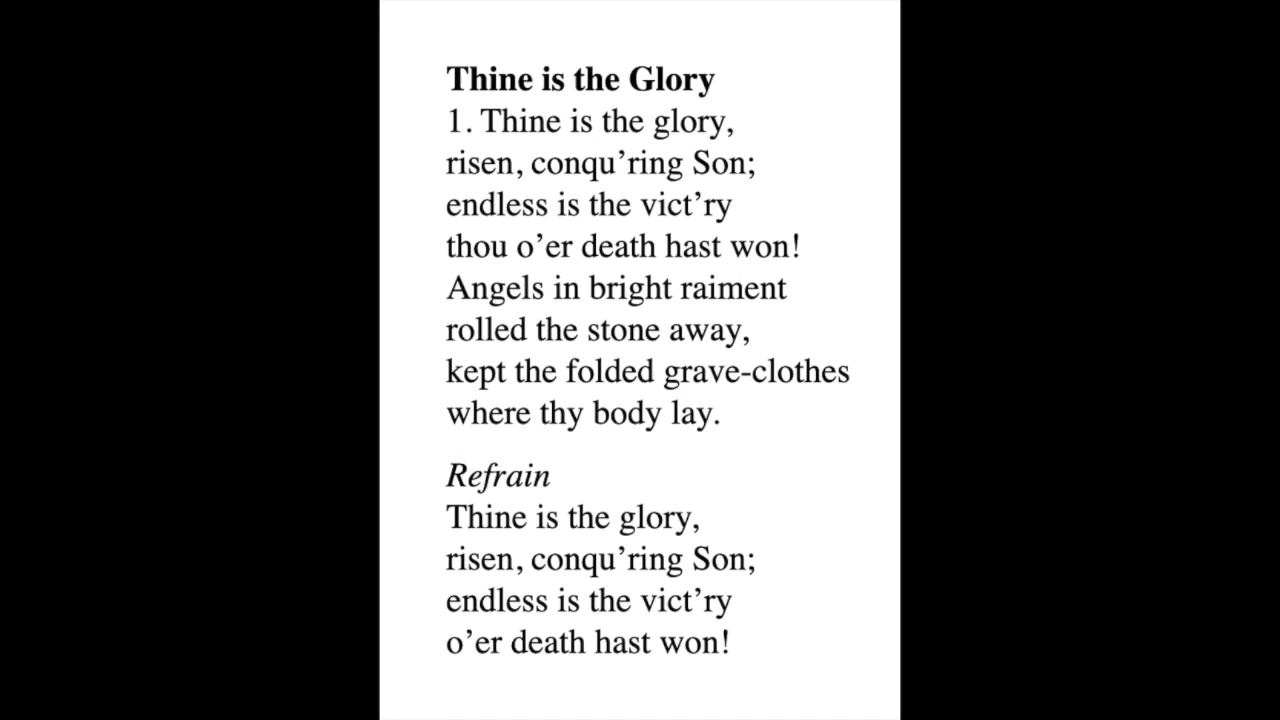 Thine is the Glory
1. Thine is the glory,
risen, conqu’ring Son;
endless is the vict’ry
thou o’er death hast won!
Angels in bright raiment
rolled the stone away,
kept the folded grave-clothes
where thy body lay.
Refrain
Thine is the glory,
risen, conqu’ring Son;
endless is the vict’ry
o’er death hast won!